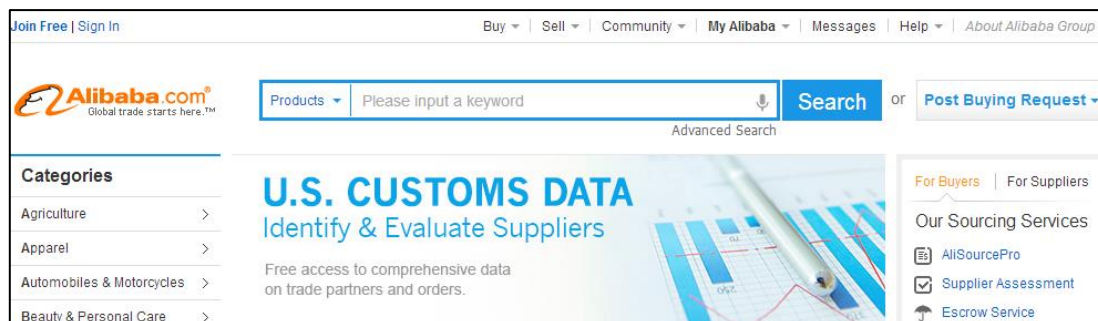 Join Free | Sign In
Buy | Sell | Community | My Alibaba | Messages | Help | About Alibaba Group
Alibaba.com®
Global trade starts here.™
Products Please input a keyword Search or Post Buying Request
Advanced Search
Categories
Agriculture
Apparel
Automobiles & Motorcycles
Beauty & Personal Care
U.S. CUSTOMS DATA
Identify & Evaluate Suppliers
Free access to comprehensive data
on trade partners and orders.
For Buyers | For Suppliers
Our Sourcing Services
AliSourcePro
Supplier Assessment
Escrow Service